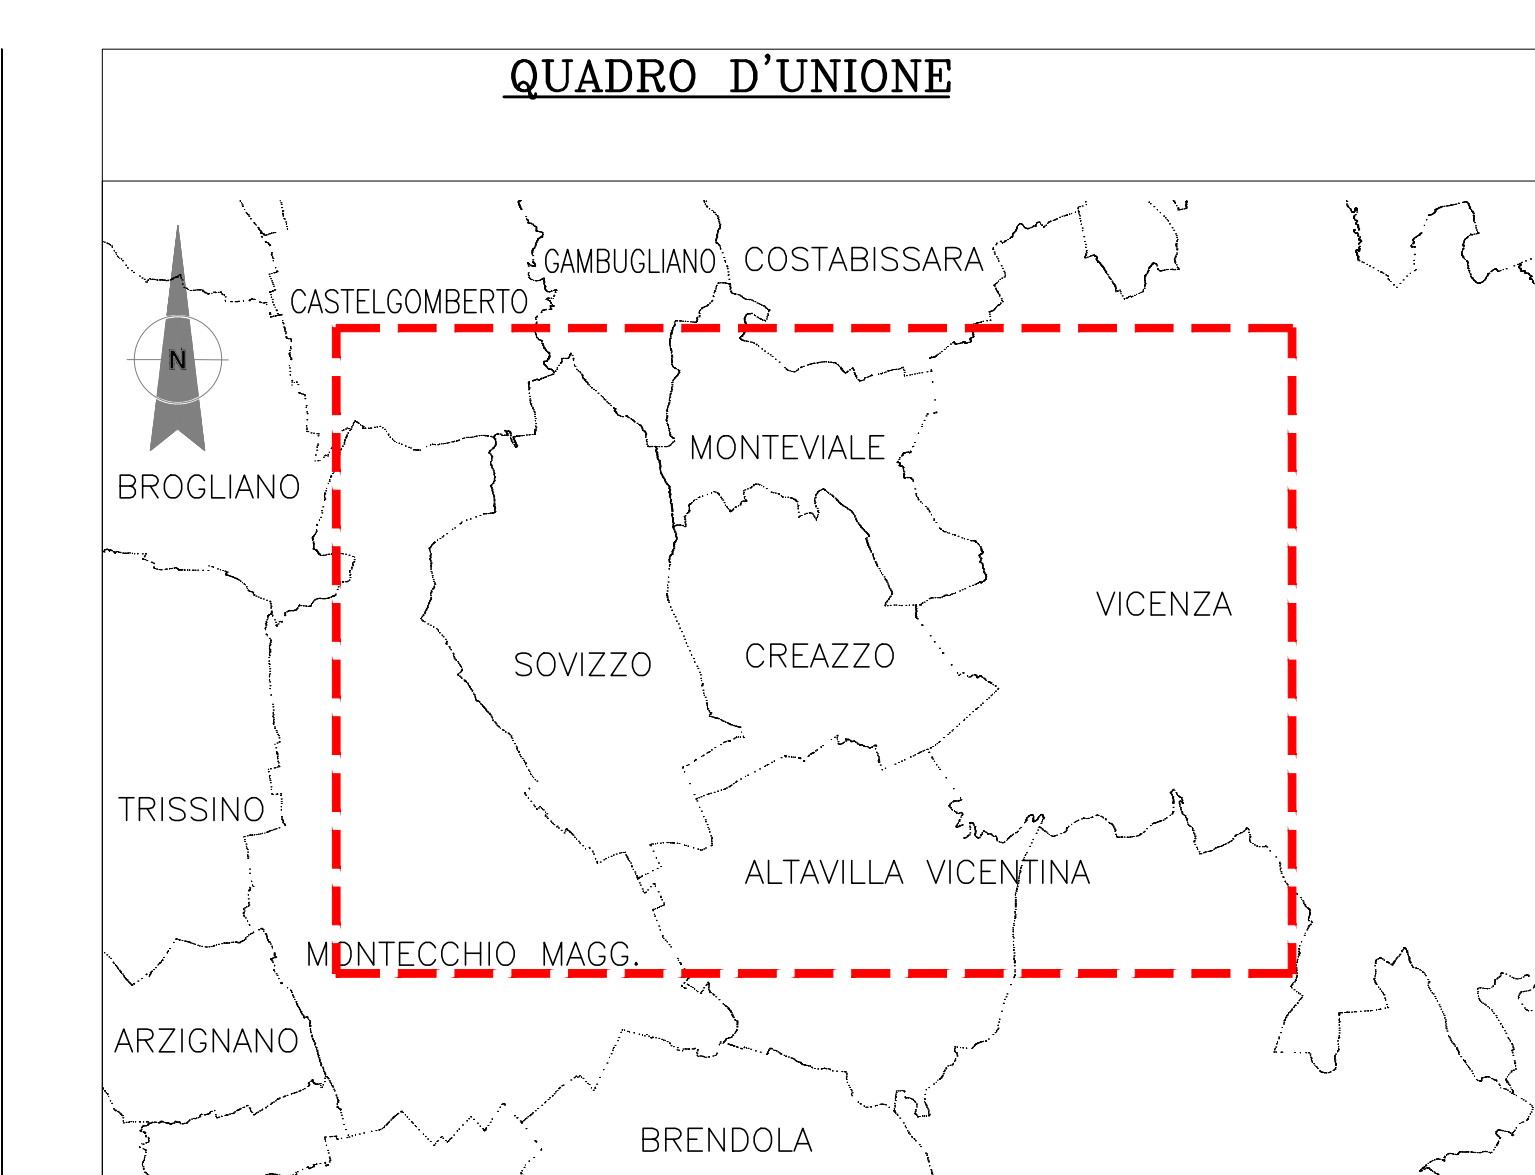 QUADRO D'UNIONE
GAMBUGLIANO
COSTABISSARA
CASTELGOMBERTO
N
MONTEVIALE
BROGLIANO
VICENZA
SOVIZZO
CREAZZO
TRISSINO
ALTAVILLA VICENTINA
MONTECCHIO MAGG.
ARZIGNANO
BRENDOLA